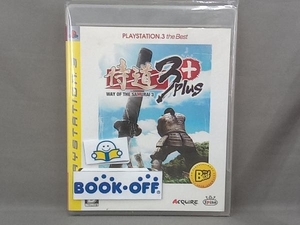 PLAYSTATION 3 the Best
侍道3 plus
WAY OF THE SAMURAI 3
PLAYSTATION 3
BOOK·OFF
ACQUIRE